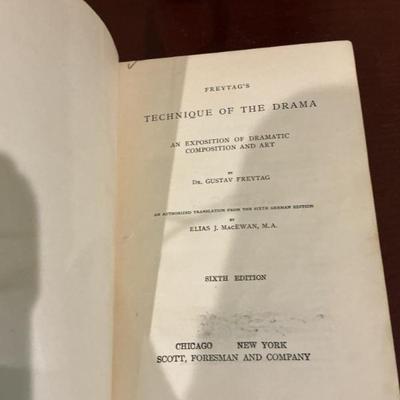 FREYTAG'S
TECHNIQUE OF THE DRAMA
AN EXPOSITION OF DRAMATIC
COMPOSITION AND ART
BY
DR. GUSTAV FREYTAG
AN AUTHORIZED TRANSLATION FROM THE SIXTH GERMAN EDITION
BY
ELIAS J. MACEWAN, M.A.
SIXTH EDITION
CHICAGO NEW YORK
SCOTT, FORESMAN AND COMPANY